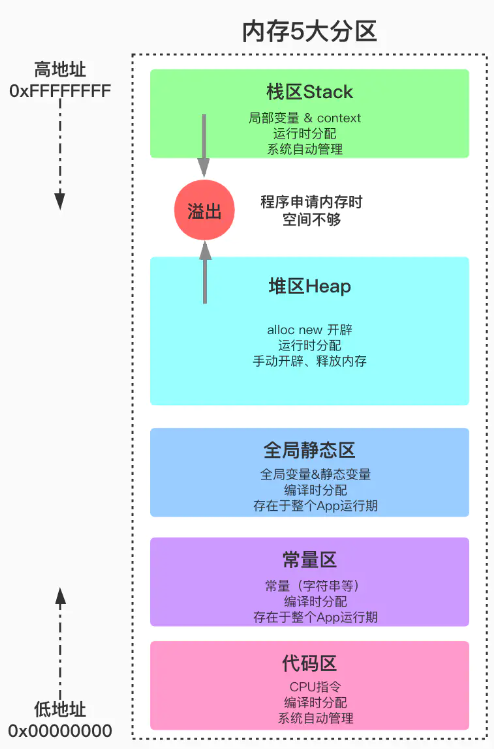 内存5大分区
高地址
0xFFFFFFFF
栈区Stack
局部变量 & context
运行时分配
系统自动管理
溢出
程序申请内存时
空间不够
堆区Heap
alloc new 开辟
运行时分配
手动开辟、释放内存
全局静态区
全局变量&静态变量
编译时分配
存在于整个App运行期
常量区
常量（字符串等）
编译时分配
存在于整个App运行期
代码区
CPU指令
编译时分配
系统自动管理
低地址
0x00000000